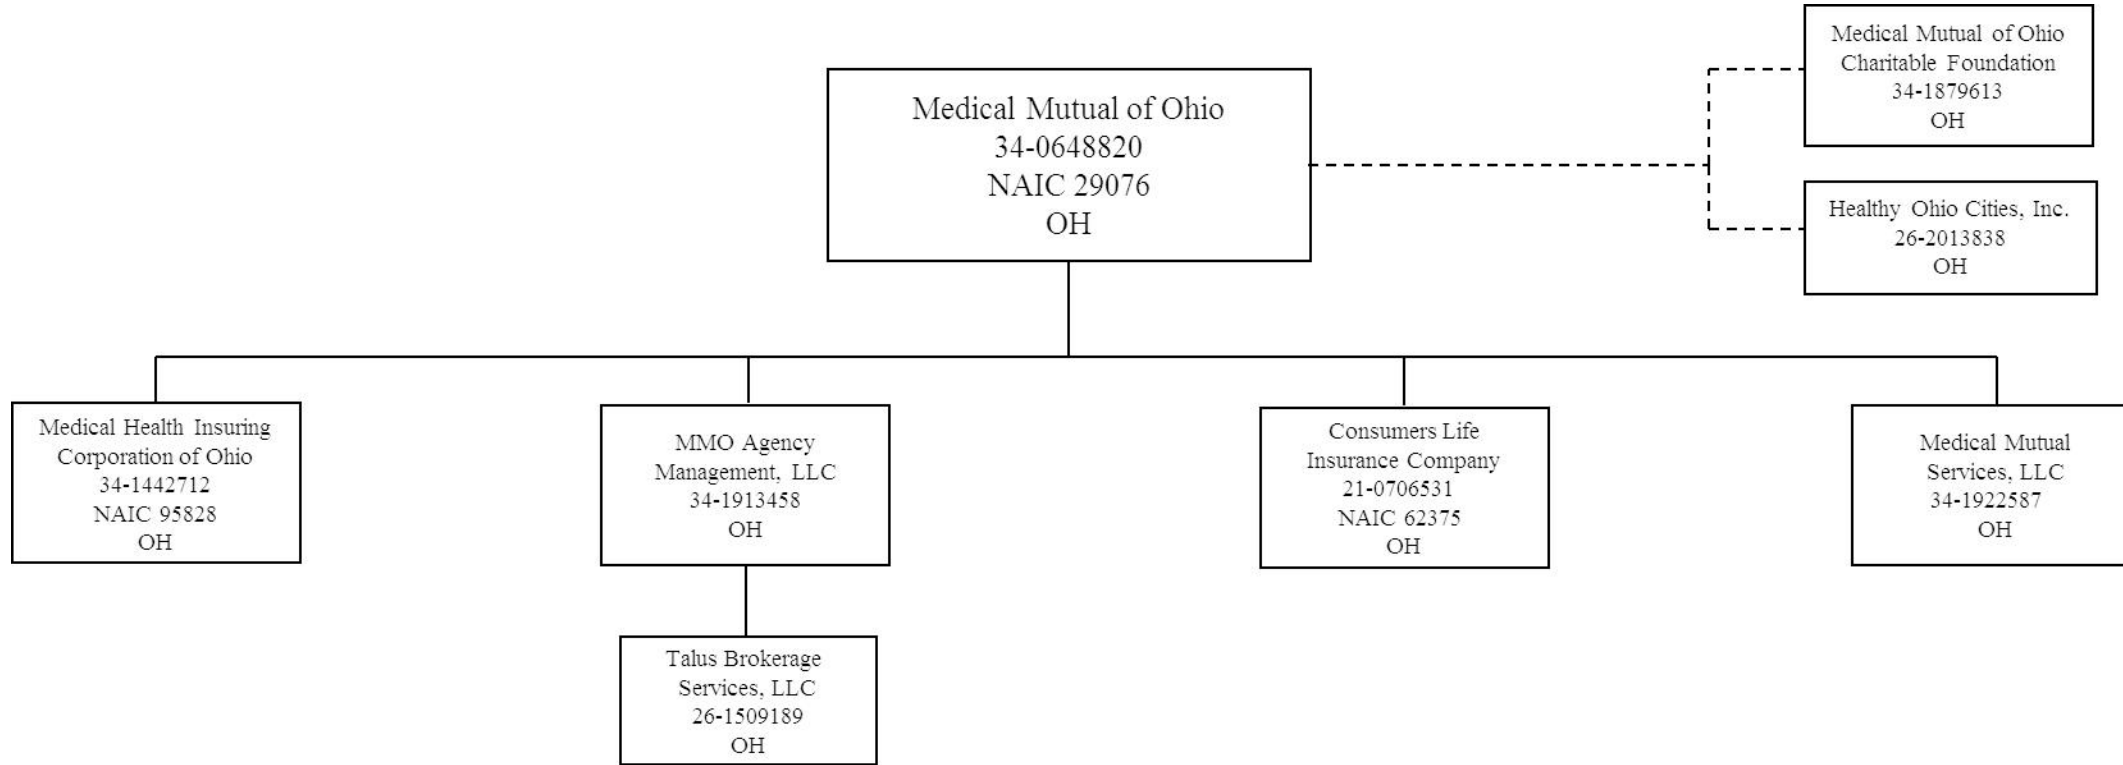 Medical Mutual of Ohio
34-0648820
NAIC 29076
OH
Medical Mutual of Ohio
Charitable Foundation
34-1879613
OH
Healthy Ohio Cities, Inc.
26-2013838
OH
Medical Health Insuring
Corporation of Ohio
34-1442712
NAIC 95828
OH
MMO Agency
Management, LLC
34-1913458
OH
Consumers Life
Insurance Company
21-0706531
NAIC 62375
OH
Medical Mutual
Services, LLC
34-1922587
OH
Talus Brokerage
Services, LLC
26-1509189
OH